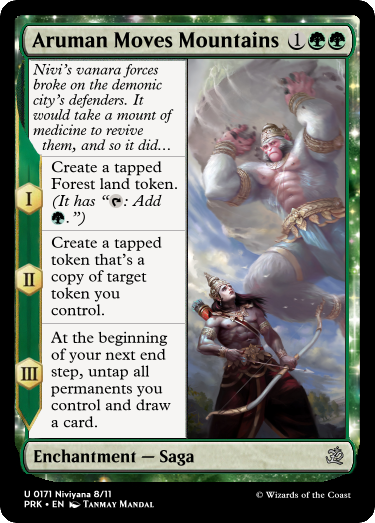 Aruman Moves Mountains 1
Nivi's vanara forces
broke on the demonic
city's defenders. It
would take a mount of
medicine to revive
them, and so it did…
I
Create a tapped
Forest land token.
(It has “: Add
.”)
II
Create a tapped
token that's a
copy of target
token you
control.
III
At the beginning
of your next end
step, untap all
permanents you
control and draw
a card.
Enchantment — Saga
U 0171 Niviyana 8/11
PRK • EN Tanmay Mandal
© Wizards of the Coast